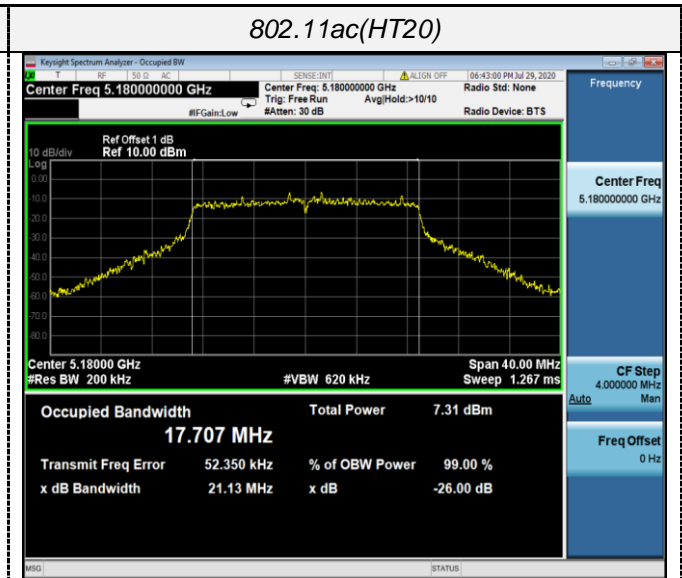 802.11ac(HT20)
Keysight Spectrum Analyzer - Occupied BW
T RF 50 Ω AC SENSE:INT ALIGN OFF 06:43:00 PM Jul 29, 2020
Center Freq 5.180000000 GHz
Center Freq: 5.180000000 GHz
Radio Std: None
Trig: Free Run
Avg|Hold:>10/10
#IFGain:Low
#Atten: 30 dB
Radio Device: BTS
Frequency
Ref Offset 1 dB
10 dB/div Ref 10.00 dBm
Log
0.00
-10.0
-20.0
-30.0
-40.0
-50.0
-60.0
-70.0
-80.0
Center Freq
5.180000000 GHz
Center 5.18000 GHz Span 40.00 MHz
#Res BW 200 kHz #VBW 620 kHz Sweep 1.267 ms
CF Step
4.000000 MHz
Auto Man
Occupied Bandwidth Total Power 7.31 dBm
17.707 MHz
Transmit Freq Error 52.350 kHz % of OBW Power 99.00 %
x dB Bandwidth 21.13 MHz x dB -26.00 dB
Freq Offset
0 Hz
MSG STATUS